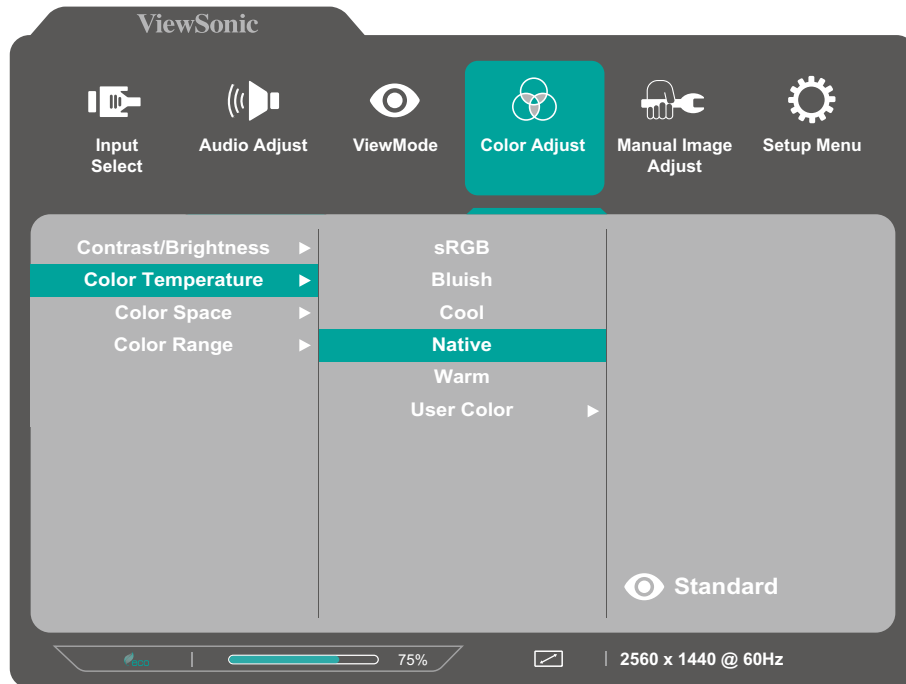 ViewSonic
Input
Select
Audio Adjust
ViewMode
Color Adjust
Manual Image
Adjust
Setup Menu
Contrast/Brightness
Color Temperature
Color Space
Color Range
sRGB
Bluish
Cool
Native
Warm
User Color
Standard
eco
75%
2560 x 1440 @ 60Hz